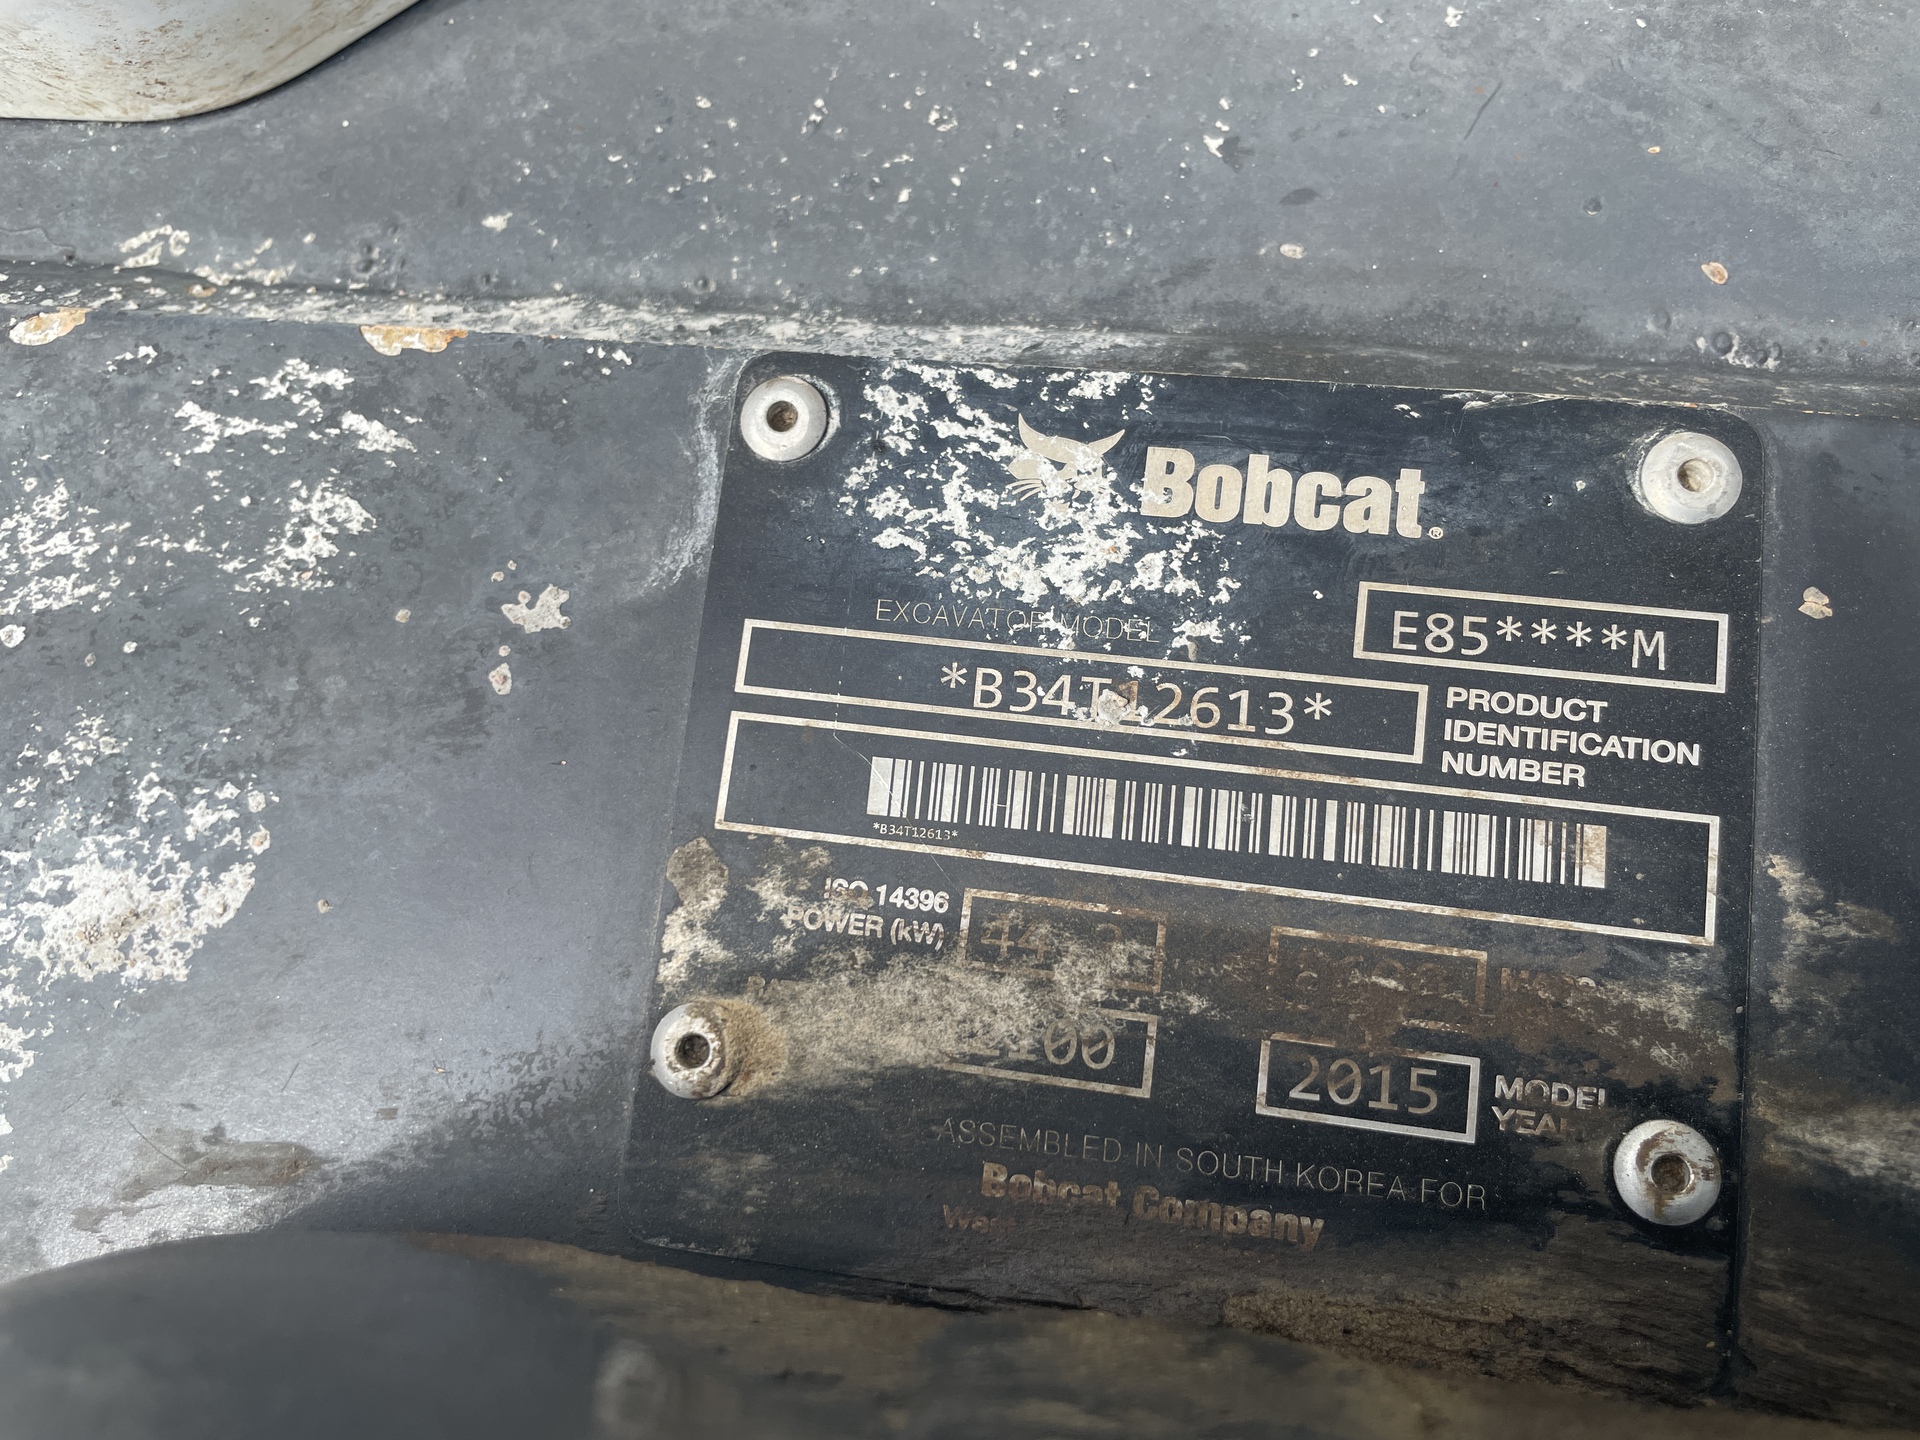 Bobcat®
EXCAVATOR MODEL
E85****M
*B34T12613*
PRODUCT
IDENTIFICATION
NUMBER
*B34T12613*
ISO 14396
POWER (kW)
2015
MODEL
YEAR
ASSEMBLED IN SOUTH KOREA FOR
Bobcat Company